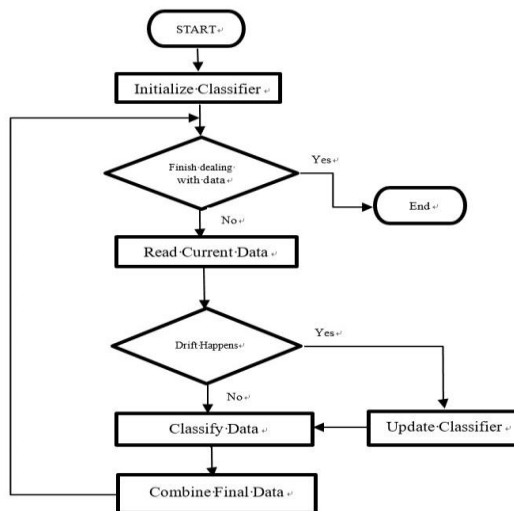 START
Initialize Classifier
Finish dealing
with data
Yes
End
No
Read Current Data
Drift Happens
Yes
No
Classify Data
Update Classifier
Combine Final Data